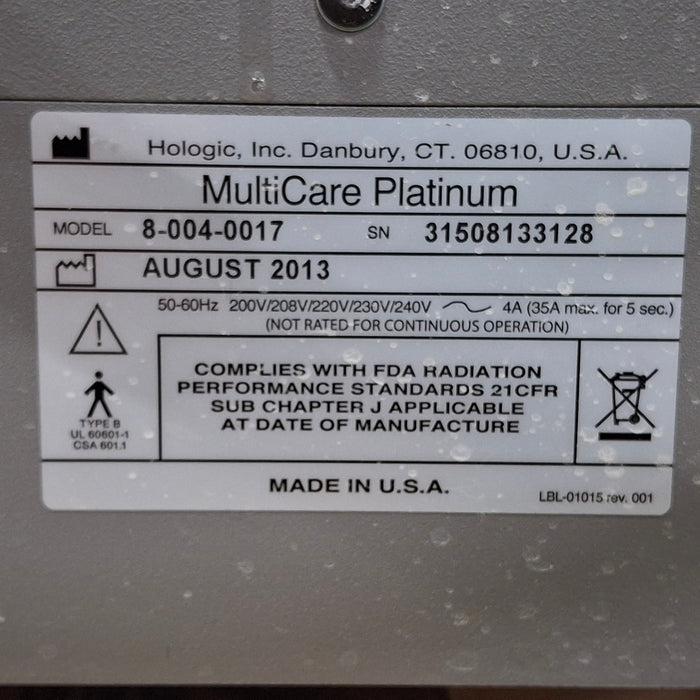 Hologic, Inc. Danbury, CT. 06810, U.S.A.
MultiCare Platinum
MODEL 8-004-0017 SN 31508133128
AUGUST 2013
50-60Hz 200V/208V/220V/230V/240V 4A (35A max. for 5 sec.)
(NOT RATED FOR CONTINUOUS OPERATION)
COMPLIES WITH FDA RADIATION
PERFORMANCE STANDARDS 21CFR
SUB CHAPTER J APPLICABLE
AT DATE OF MANUFACTURE
TYPE B
UL 60601-1
CSA 601.1
MADE IN U.S.A.
LBL-01015 rev. 001